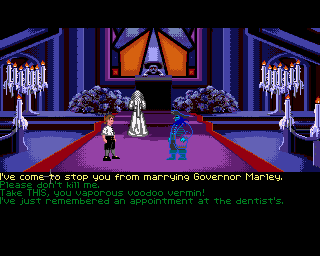 I've come to stop you from marrying Governor Marley.
Please don't kill me.
Take THIS, you vaporous voodoo vermin!
I've just remembered an appointment at the dentist's.